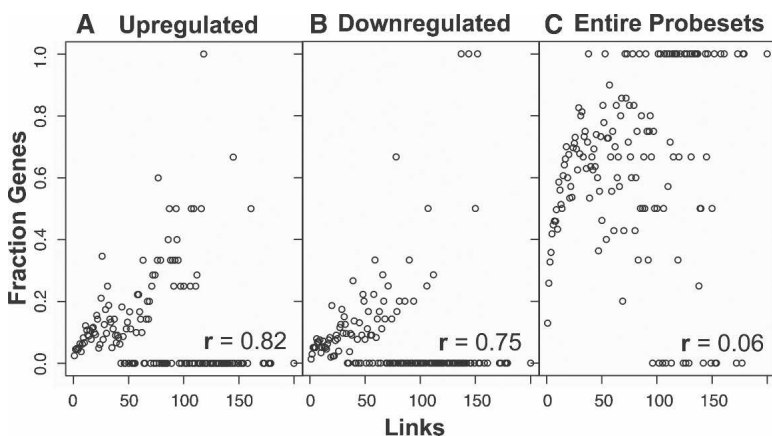 A Upregulated
B Downregulated
C Entire Probesets
Fraction Genes
1.0
0.8
0.6
0.4
0.2
0.0
r = 0.82
r = 0.75
r = 0.06
0 50 100 150
0 50 100 150
0 50 100 150
Links